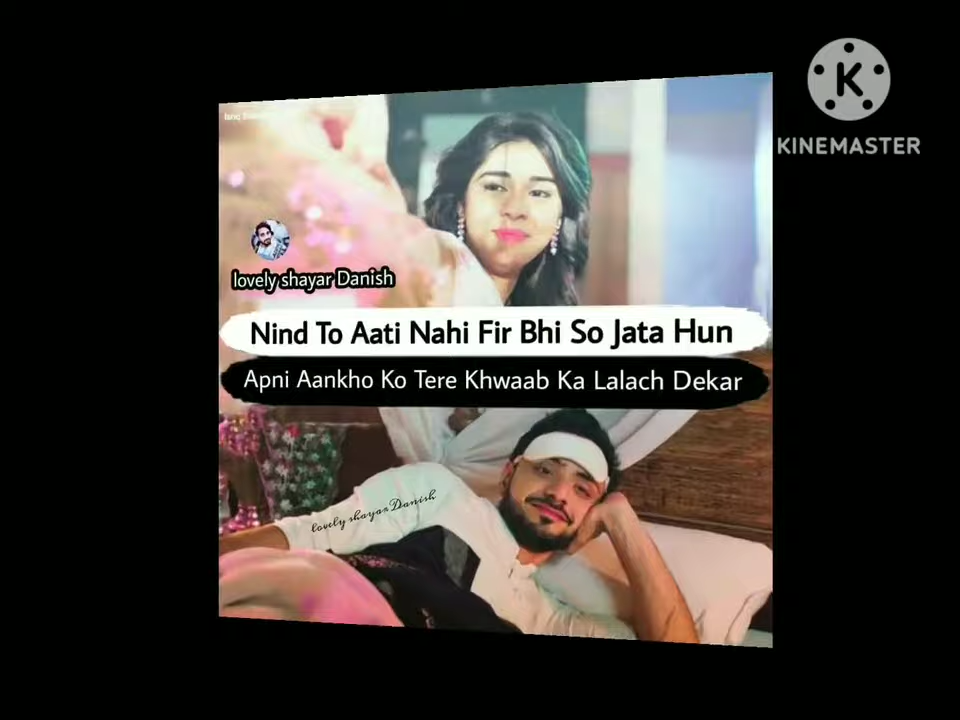 KINEMASTER
lovely shayar Danish
Nind To Aati Nahi Fir Bhi So Jata Hun
Apni Aankho Ko Tere Khwaab Ka Lalach Dekar
lovely shayar Danish